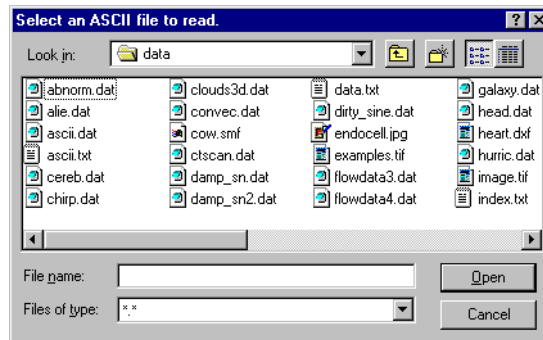 Select an ASCII file to read.
Look in: data
abnorm.dat clouds3d.dat data.txt galaxy.dat
alie.dat convec.dat dirty_sine.dat head.dat
ascii.dat cow.smf endocell.jpg heart.dxf
ascii.txt ctscan.dat examples.tif hurric.dat
cereb.dat damp_sn.dat flowdata3.dat image.tif
chirp.dat damp_sn2.dat flowdata4.dat index.txt
File name: Open
Files of type: *.* Cancel